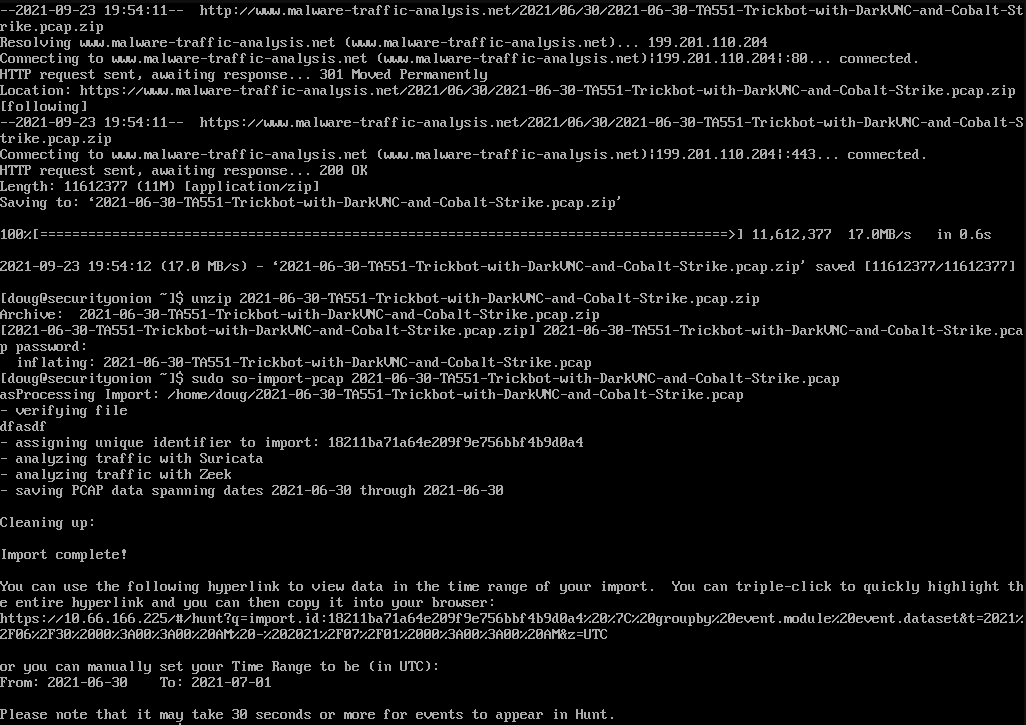 --2021-09-23 19:54:11--  http://www.malware-traffic-analysis.net/2021/06/30/2021-06-30-TA551-Trickbot-with-DarkVNC-and-Cobalt-St
rike.pcap.zip
Resolving www.malware-traffic-analysis.net (www.malware-traffic-analysis.net)... 199.201.110.204
Connecting to www.malware-traffic-analysis.net (www.malware-traffic-analysis.net)|199.201.110.204|:80... connected.
HTTP request sent, awaiting response... 301 Moved Permanently
Location: https://www.malware-traffic-analysis.net/2021/06/30/2021-06-30-TA551-Trickbot-with-DarkVNC-and-Cobalt-Strike.pcap.zip
[following]
--2021-09-23 19:54:11--  https://www.malware-traffic-analysis.net/2021/06/30/2021-06-30-TA551-Trickbot-with-DarkVNC-and-Cobalt-S
trike.pcap.zip
Connecting to www.malware-traffic-analysis.net (www.malware-traffic-analysis.net)|199.201.110.204|:443... connected.
HTTP request sent, awaiting response... 200 OK
Length: 11612377 (11M) [application/zip]
Saving to: ‘2021-06-30-TA551-Trickbot-with-DarkVNC-and-Cobalt-Strike.pcap.zip’
100%[======================================================================================>] 11,612,377  17.0MB/s   in 0.6s
2021-09-23 19:54:12 (17.0 MB/s) - ‘2021-06-30-TA551-Trickbot-with-DarkVNC-and-Cobalt-Strike.pcap.zip’ saved [11612377/11612377]
[doug@securityonion ~]$ unzip 2021-06-30-TA551-Trickbot-with-DarkVNC-and-Cobalt-Strike.pcap.zip
Archive:  2021-06-30-TA551-Trickbot-with-DarkVNC-and-Cobalt-Strike.pcap.zip
[2021-06-30-TA551-Trickbot-with-DarkVNC-and-Cobalt-Strike.pcap.zip] 2021-06-30-TA551-Trickbot-with-DarkVNC-and-Cobalt-Strike.pca
p password:
  inflating: 2021-06-30-TA551-Trickbot-with-DarkVNC-and-Cobalt-Strike.pcap
[doug@securityonion ~]$ sudo so-import-pcap 2021-06-30-TA551-Trickbot-with-DarkVNC-and-Cobalt-Strike.pcap
asProcessing Import: /home/doug/2021-06-30-TA551-Trickbot-with-DarkVNC-and-Cobalt-Strike.pcap
- verifying file
dfasdf
- assigning unique identifier to import: 18211ba71a64e209f9e756bbf4b9d0a4
- analyzing traffic with Suricata
- analyzing traffic with Zeek
- saving PCAP data spanning dates 2021-06-30 through 2021-06-30
Cleaning up:
Import complete!
You can use the following hyperlink to view data in the time range of your import.  You can triple-click to quickly highlight th
e entire hyperlink and you can then copy it into your browser:
https://10.66.166.225/#/hunt?q=import.id:18211ba71a64e209f9e756bbf4b9d0a4%20%7C%20groupby%20event.module%20event.dataset&t=2021%
2F06%2F30%2000%3A00%3A00%20AM%20-%202021%2F07%2F01%2000%3A00%3A00%20AM&z=UTC
or you can manually set your Time Range to be (in UTC):
From: 2021-06-30    To: 2021-07-01
Please note that it may take 30 seconds or more for events to appear in Hunt.